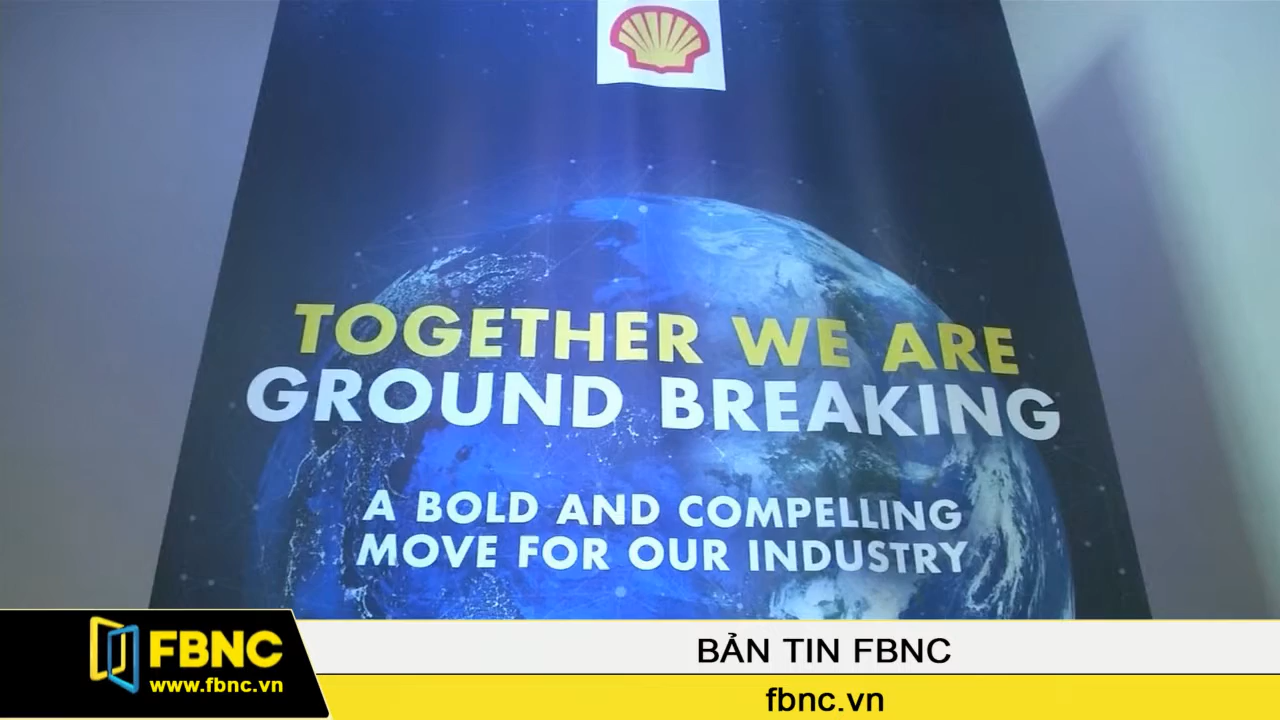 TOGETHER WE ARE
GROUND BREAKING
A BOLD AND COMPELLING
MOVE FOR OUR INDUSTRY
FBNC
www.fbnc.vn
BẢN TIN FBNC
fbnc.vn